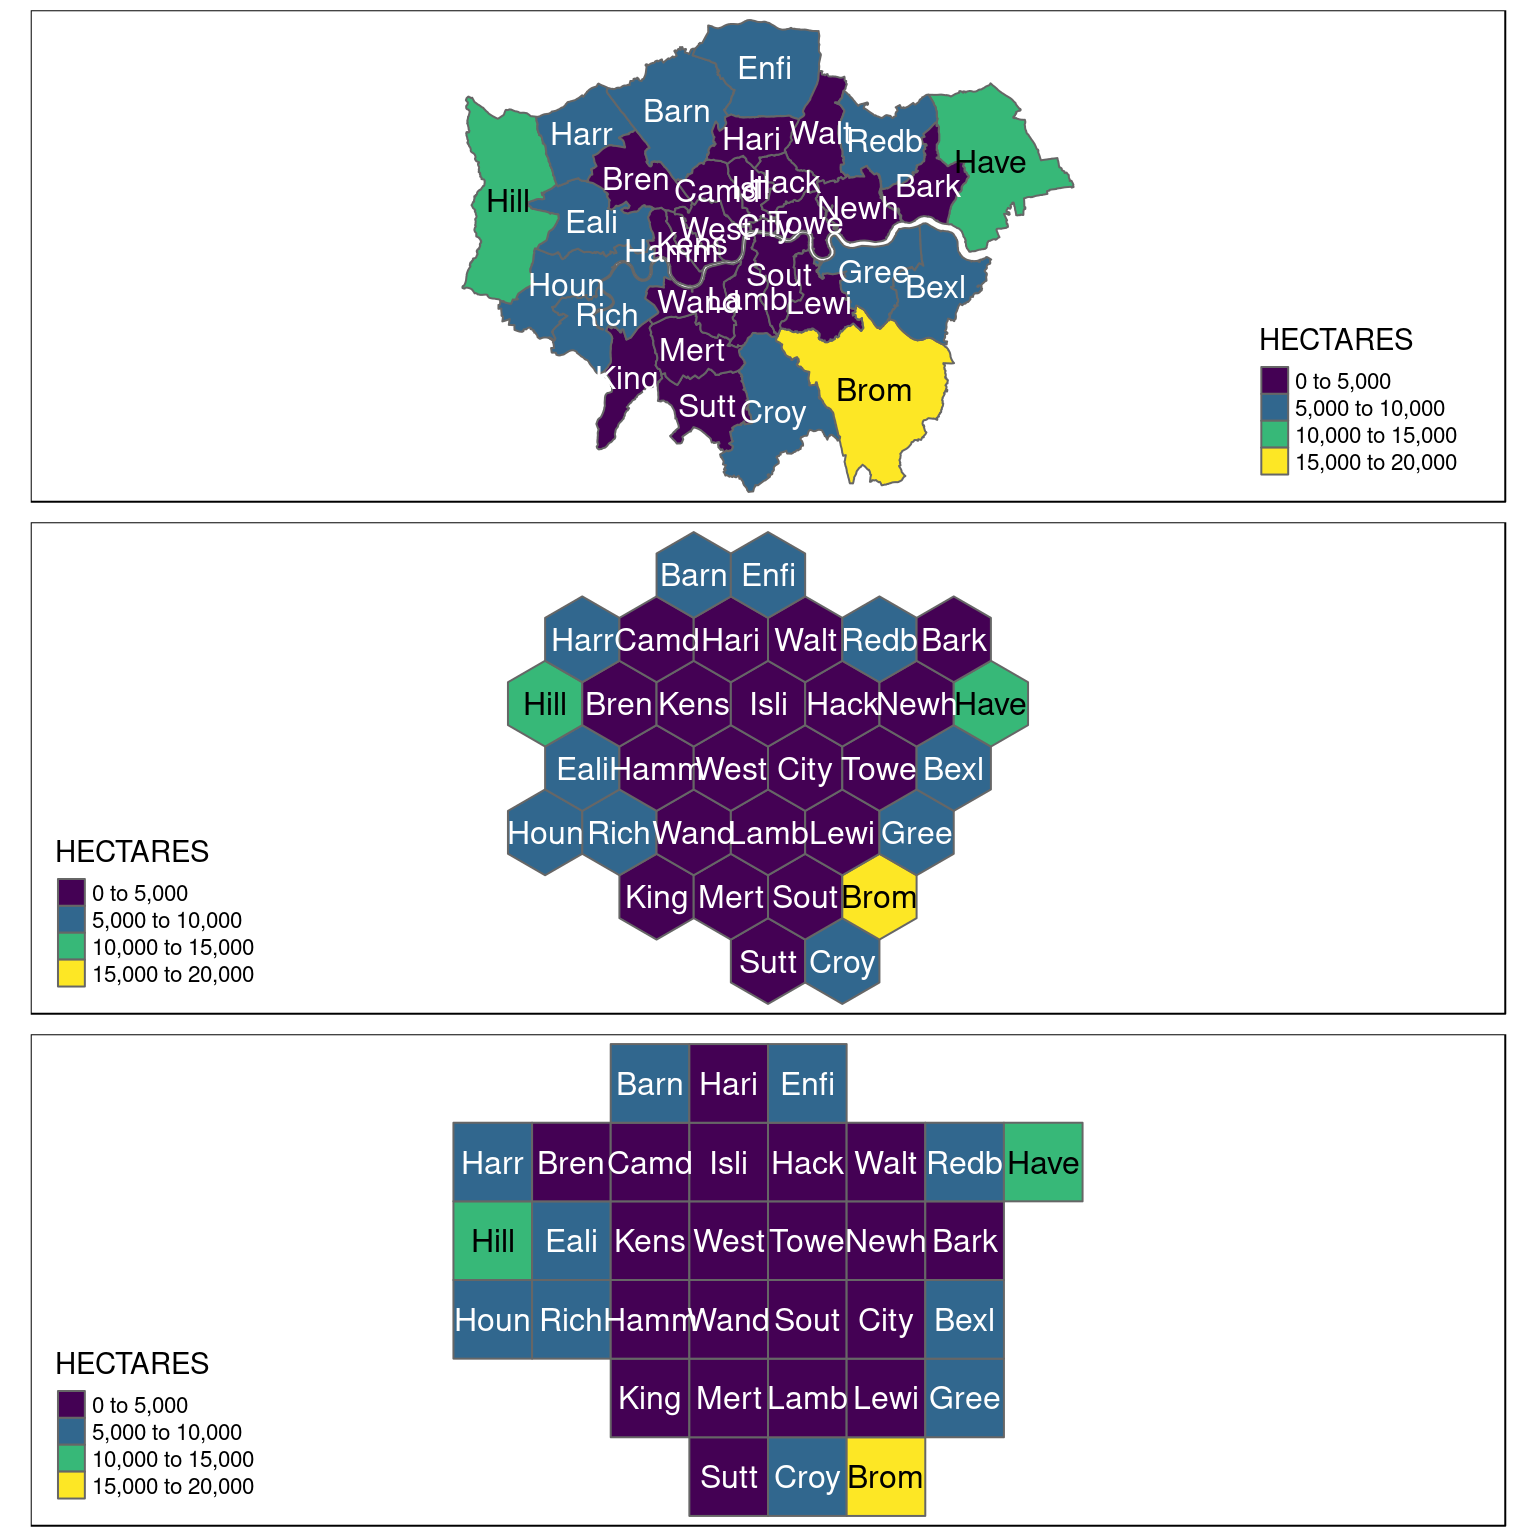 Enfi
Barn
Harr Hari Walt Redb
Have
Bren Camd Isli Hack Bark
Hill
Newh
Eali West City Towe
Hamm Kens
Gree
Houn Sout Bexl
Rich Wand Lamb Lewi
Mert
King Brom
Sutt Croy
HECTARES
0 to 5,000
5,000 to 10,000
10,000 to 15,000
15,000 to 20,000
Barn Enfi
Harr Camd Hari Walt Redb Bark
Hill Bren Kens Isli Hack Newh Have
Eali Hamm West City Towe Bexl
Houn Rich Wand Lamb Lewi Gree
King Mert Sout Brom
Sutt Croy
HECTARES
0 to 5,000
5,000 to 10,000
10,000 to 15,000
15,000 to 20,000
Barn Hari Enfi
Harr Bren Camd Isli Hack Walt Redb Have
Hill Eali Kens West Towe Newh Bark
Houn Rich Hamm Wand Sout City Bexl
King Mert Lamb Lewi Gree
Sutt Croy Brom
HECTARES
0 to 5,000
5,000 to 10,000
10,000 to 15,000
15,000 to 20,000